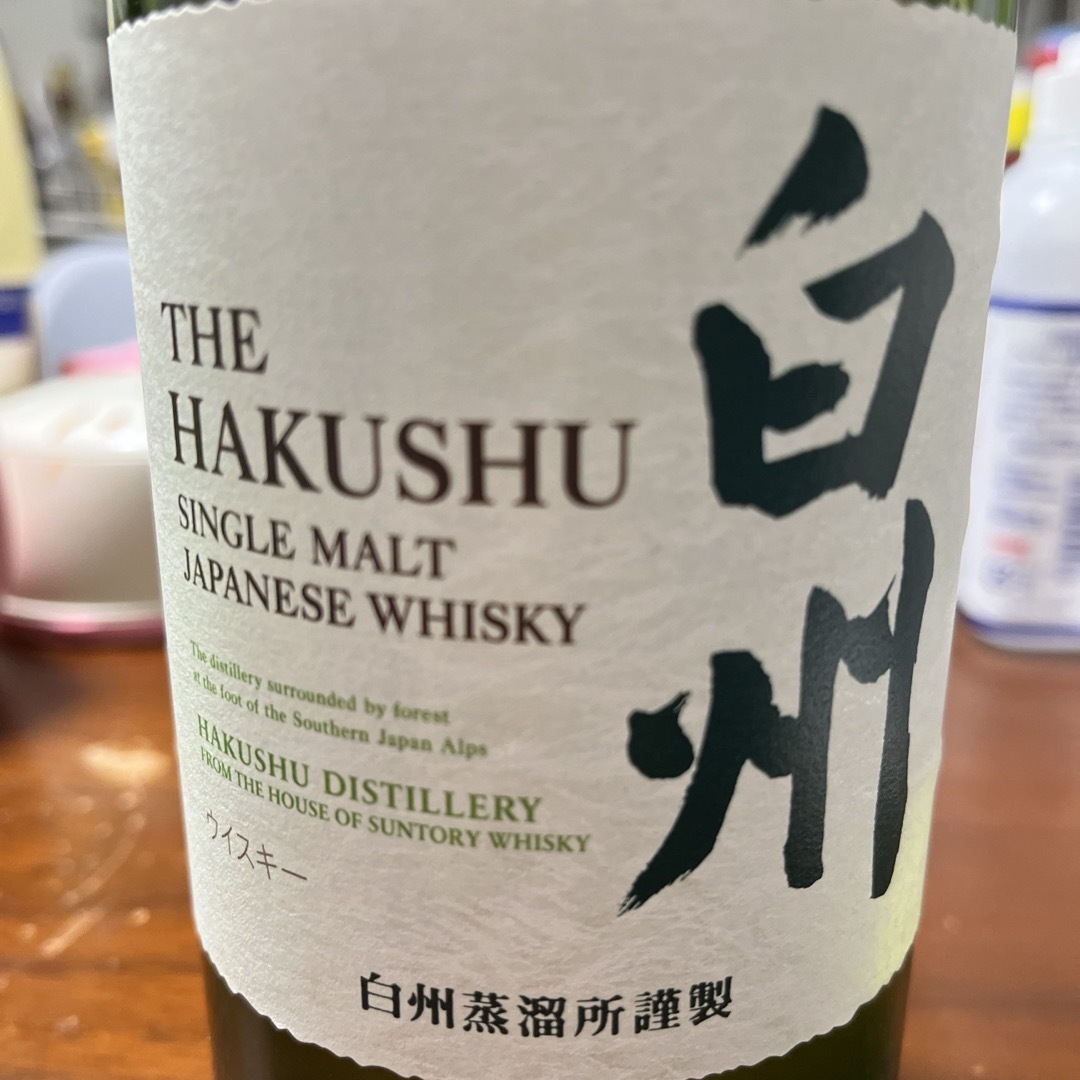 THE
HAKUSHU
SINGLE MALT
JAPANESE WHISKY
The distillery surrounded by forest
at the foot of the Southern Japan Alps
HAKUSHU DISTILLERY
FROM THE HOUSE OF SUNTORY WHISKY
ウイスキー
白州
白州蒸溜所謹製